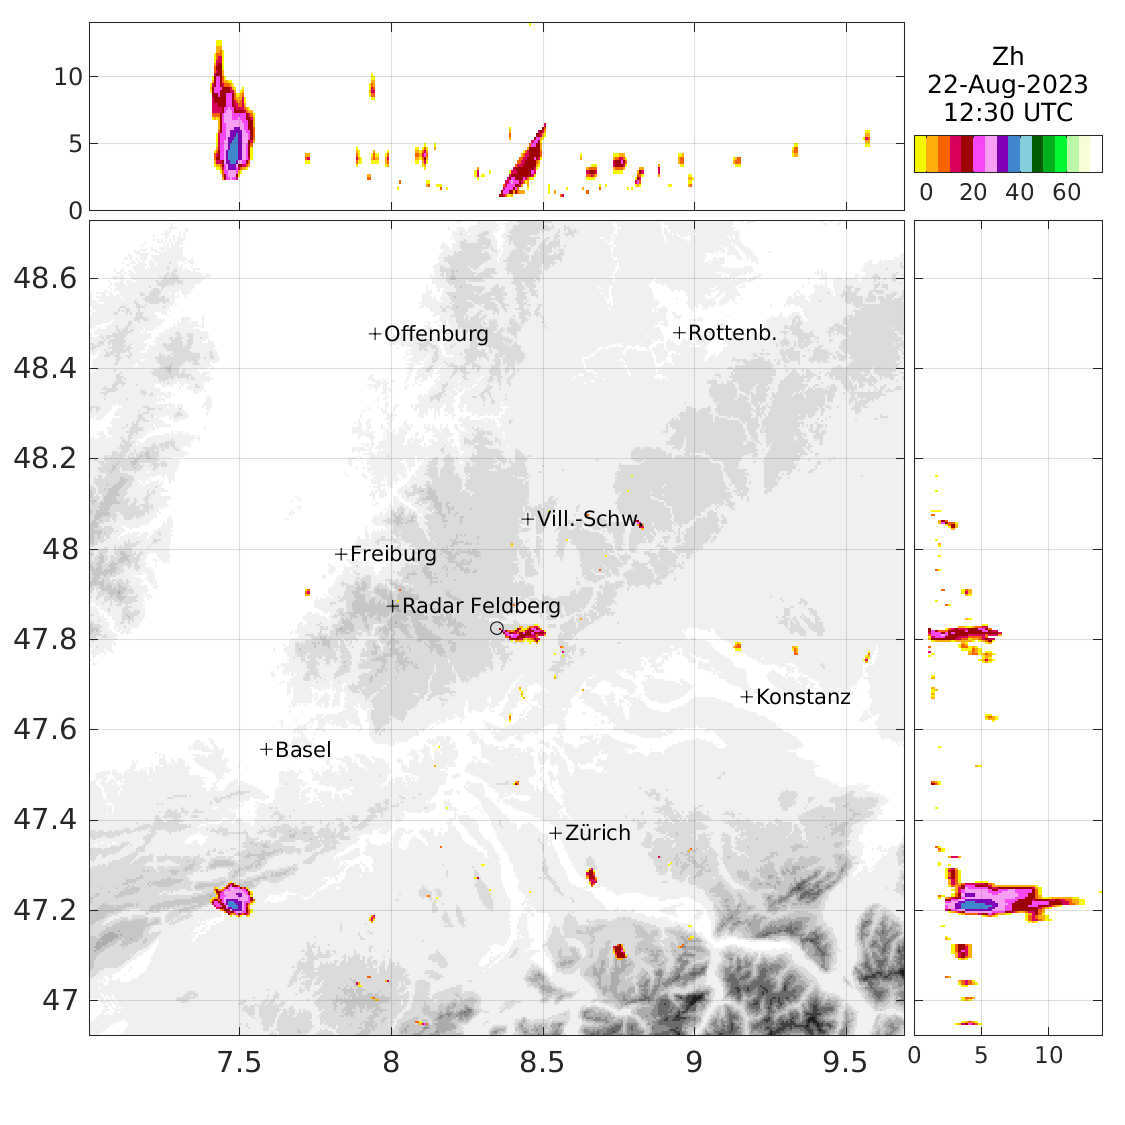 10
5
0
Zh
22-Aug-2023
12:30 UTC
0 20 40 60
48.6
48.4
48.2
48
47.8
47.6
47.4
47.2
47
Offenburg
Rottenb.
Vill.-Schw.
Freiburg
Radar Feldberg
Konstanz
Basel
Zürich
7.5 8 8.5 9 9.5
0 5 10